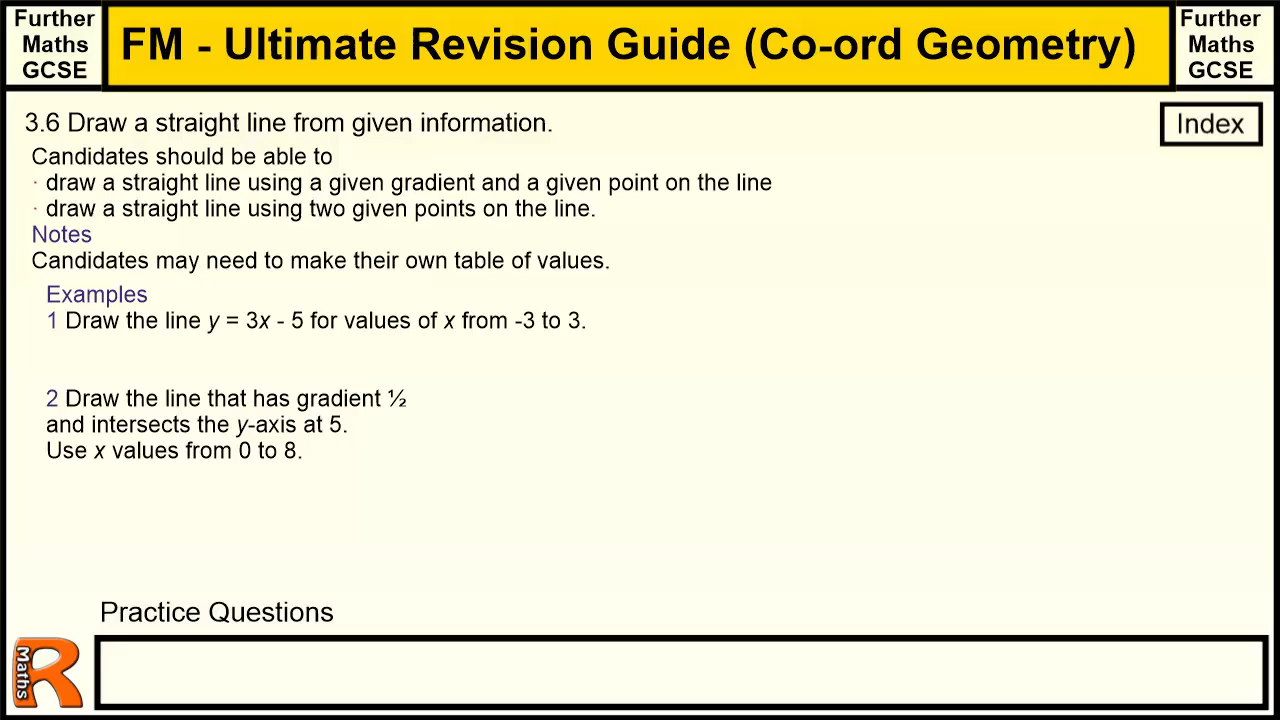 Further
Maths
GCSE
FM - Ultimate Revision Guide (Co-ord Geometry)
Further
Maths
GCSE
3.6 Draw a straight line from given information.
Index
Candidates should be able to
· draw a straight line using a given gradient and a given point on the line
· draw a straight line using two given points on the line.
Notes
Candidates may need to make their own table of values.
Examples
1 Draw the line y = 3x - 5 for values of x from -3 to 3.
2 Draw the line that has gradient ½
and intersects the y-axis at 5.
Use x values from 0 to 8.
Practice Questions
R
Maths